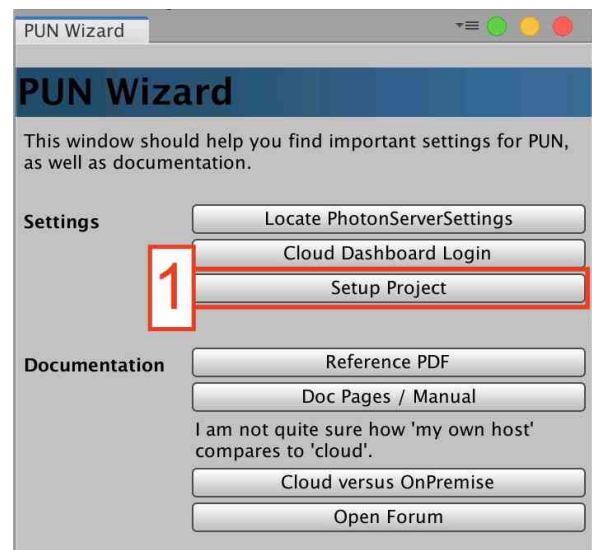 PUN Wizard
PUN Wizard
This window should help you find important settings for PUN,
as well as documentation.
Settings
Locate PhotonServerSettings
Cloud Dashboard Login
1
Setup Project
Documentation
Reference PDF
Doc Pages / Manual
I am not quite sure how 'my own host'
compares to 'cloud'.
Cloud versus OnPremise
Open Forum